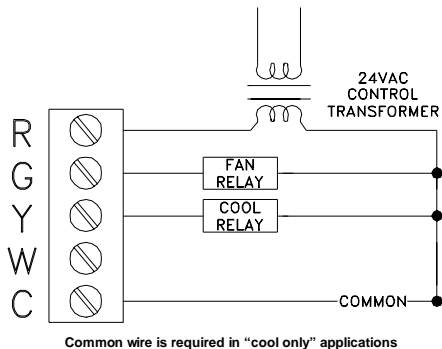 24VAC
CONTROL
TRANSFORMER
R
G
FAN
RELAY
Y
COOL
RELAY
W
C
COMMON
Common wire is required in “cool only” applications